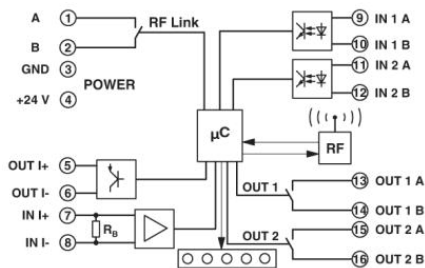 A 1 RF Link
B 2
GND 3
POWER
+24 V 4
OUT I+ 5
OUT I- 6
IN I+ 7
RB
IN I- 8
µC
RF
9 IN 1 A
10 IN 1 B
11 IN 2 A
12 IN 2 B
OUT 1
13 OUT 1 A
14 OUT 1 B
OUT 2
15 OUT 2 A
16 OUT 2 B